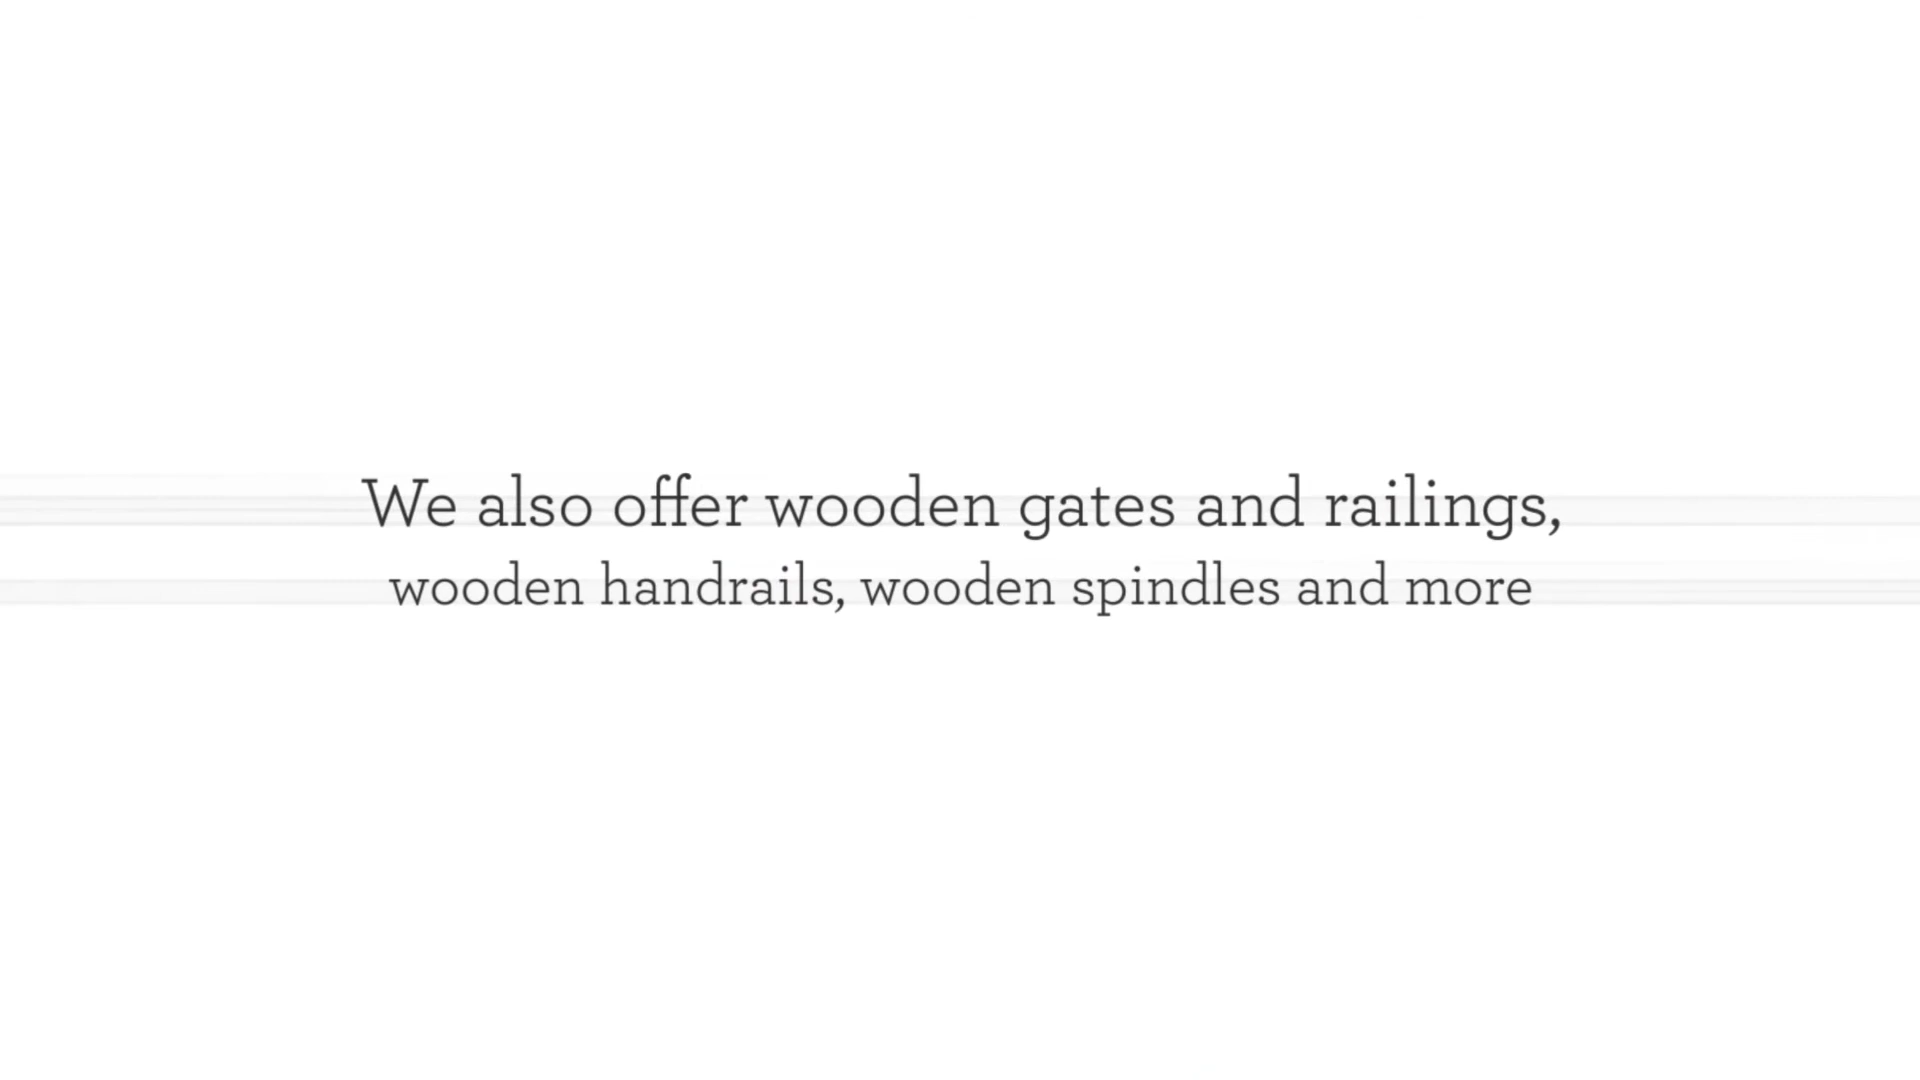 We also offer wooden gates and railings,
wooden handrails, wooden spindles and more